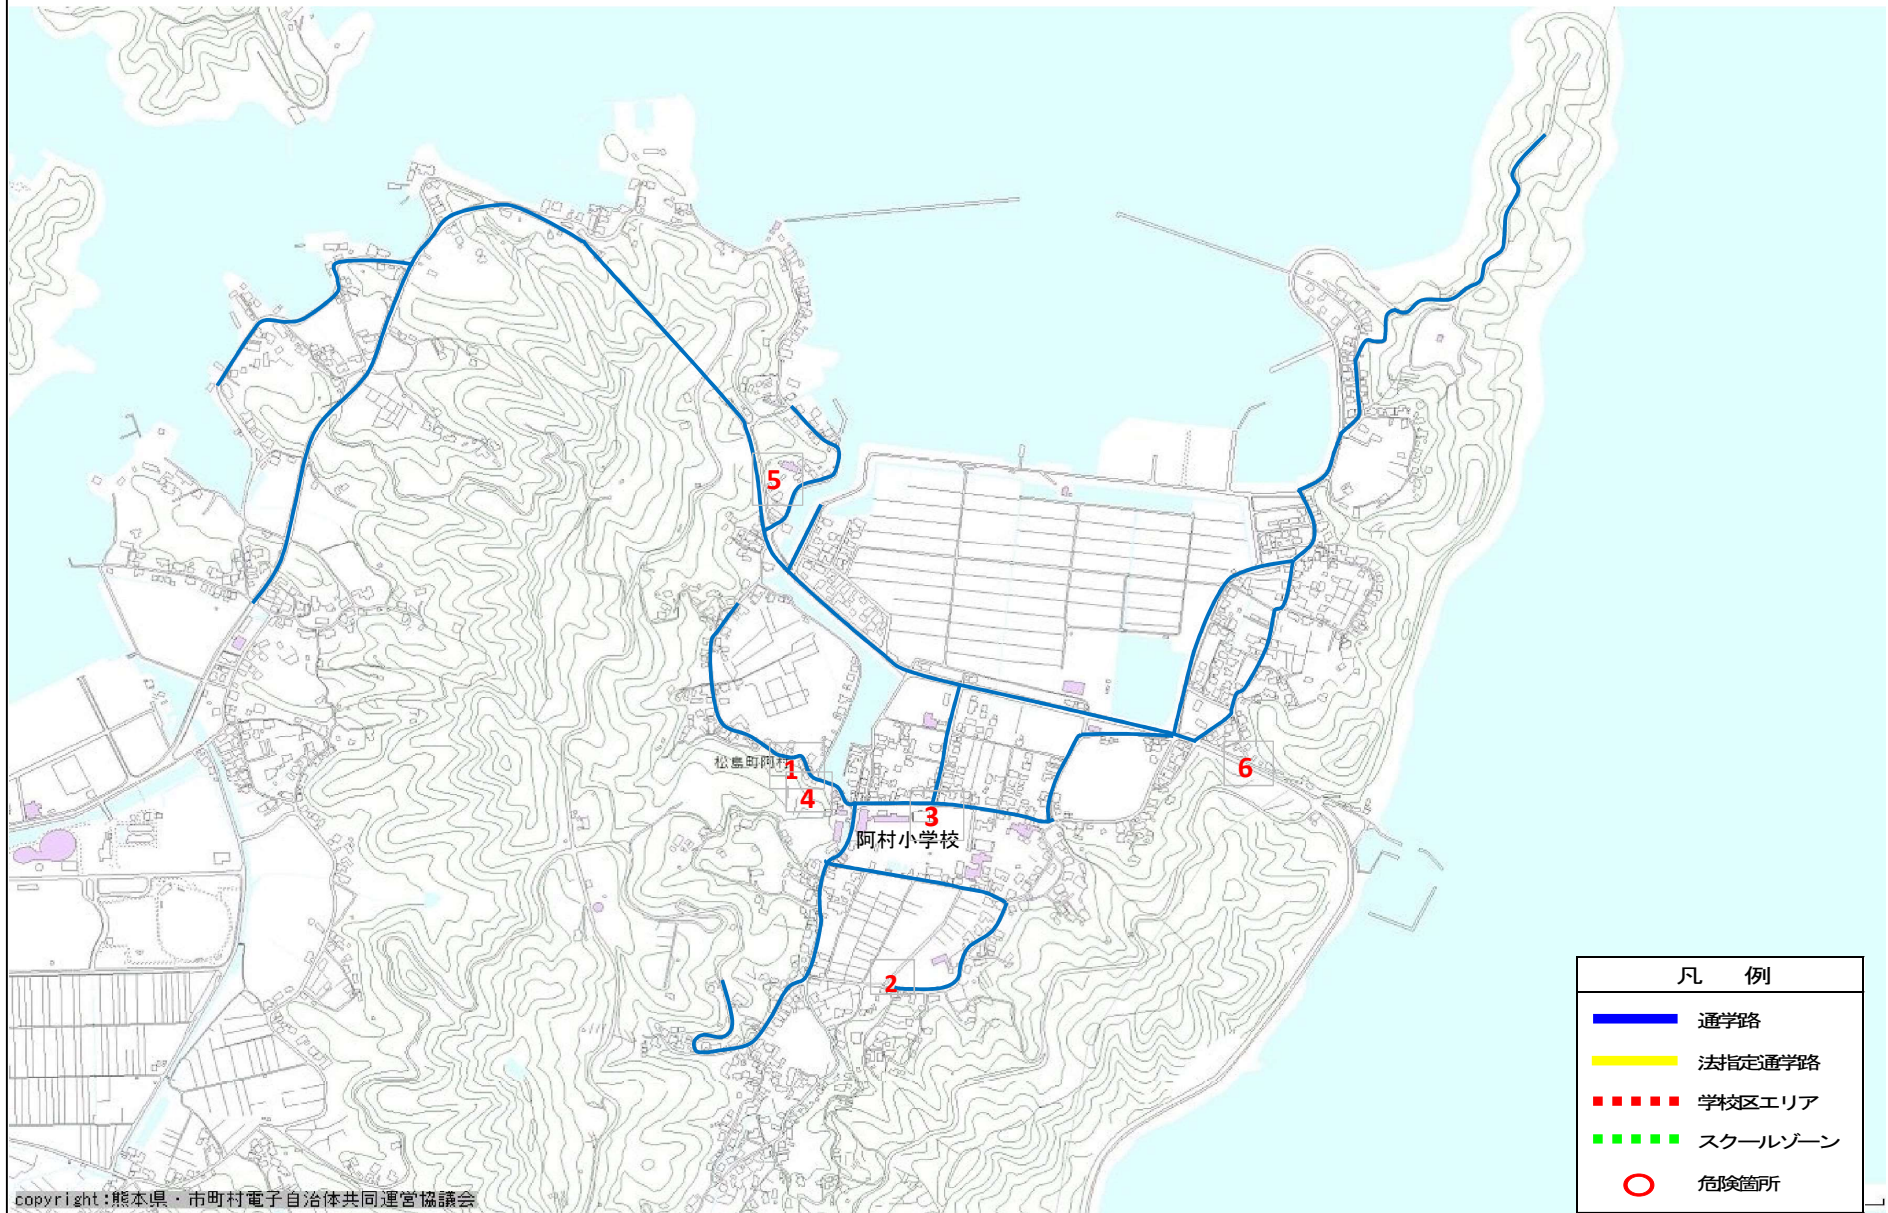 5
松島町阿村
1
6
4
3
阿村小学校
2
凡 例
通学路
法指定通学路
学校区エリア
スクールゾーン
危険箇所
copyright:熊本県・市町村電子自治体共同運営協議会